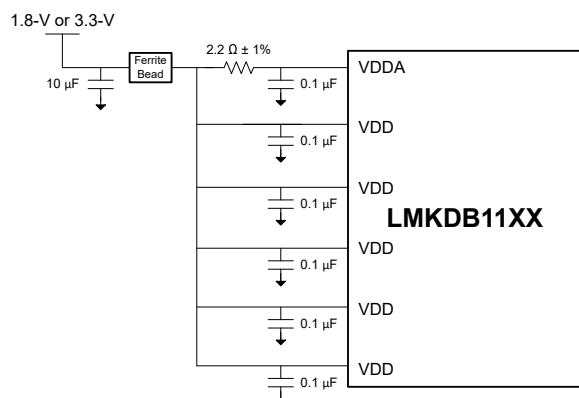 1.8-V or 3.3-V
Ferrite
Bead
2.2 Ω ± 1%
10 µF
0.1 µF
VDDA
0.1 µF
VDD
0.1 µF
VDD
LMKDB11XX
0.1 µF
VDD
0.1 µF
VDD
0.1 µF
VDD